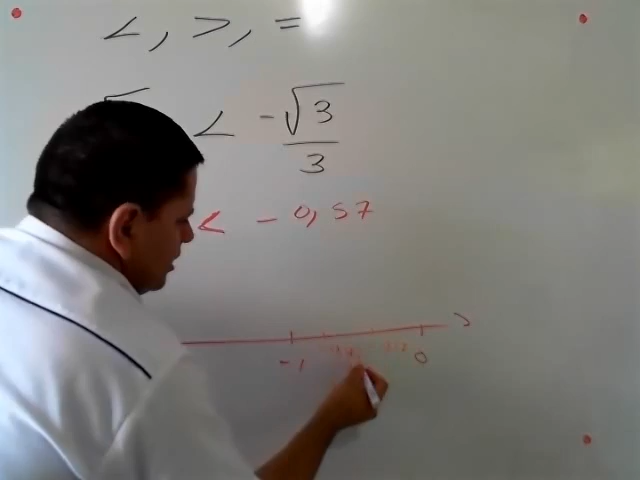 <, >, =
√ < -√3/3
< - 0,57
-1 0